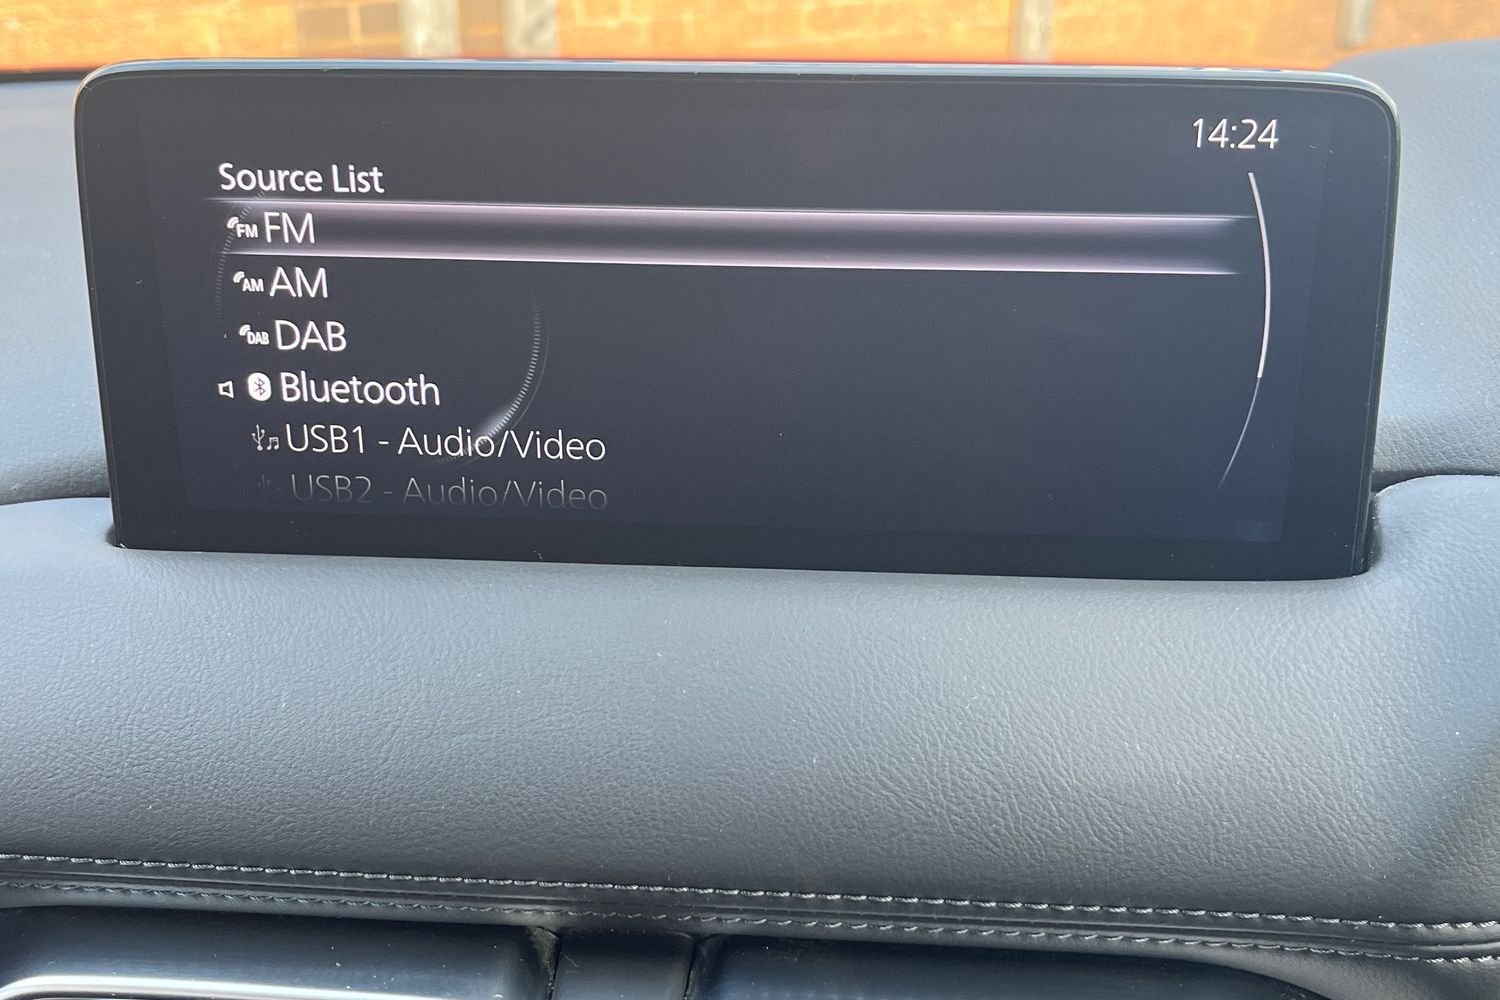 14:24
Source List
FM FM
AM AM
DAB DAB
Bluetooth
USB1 - Audio/Video
USB2 - Audio/Video